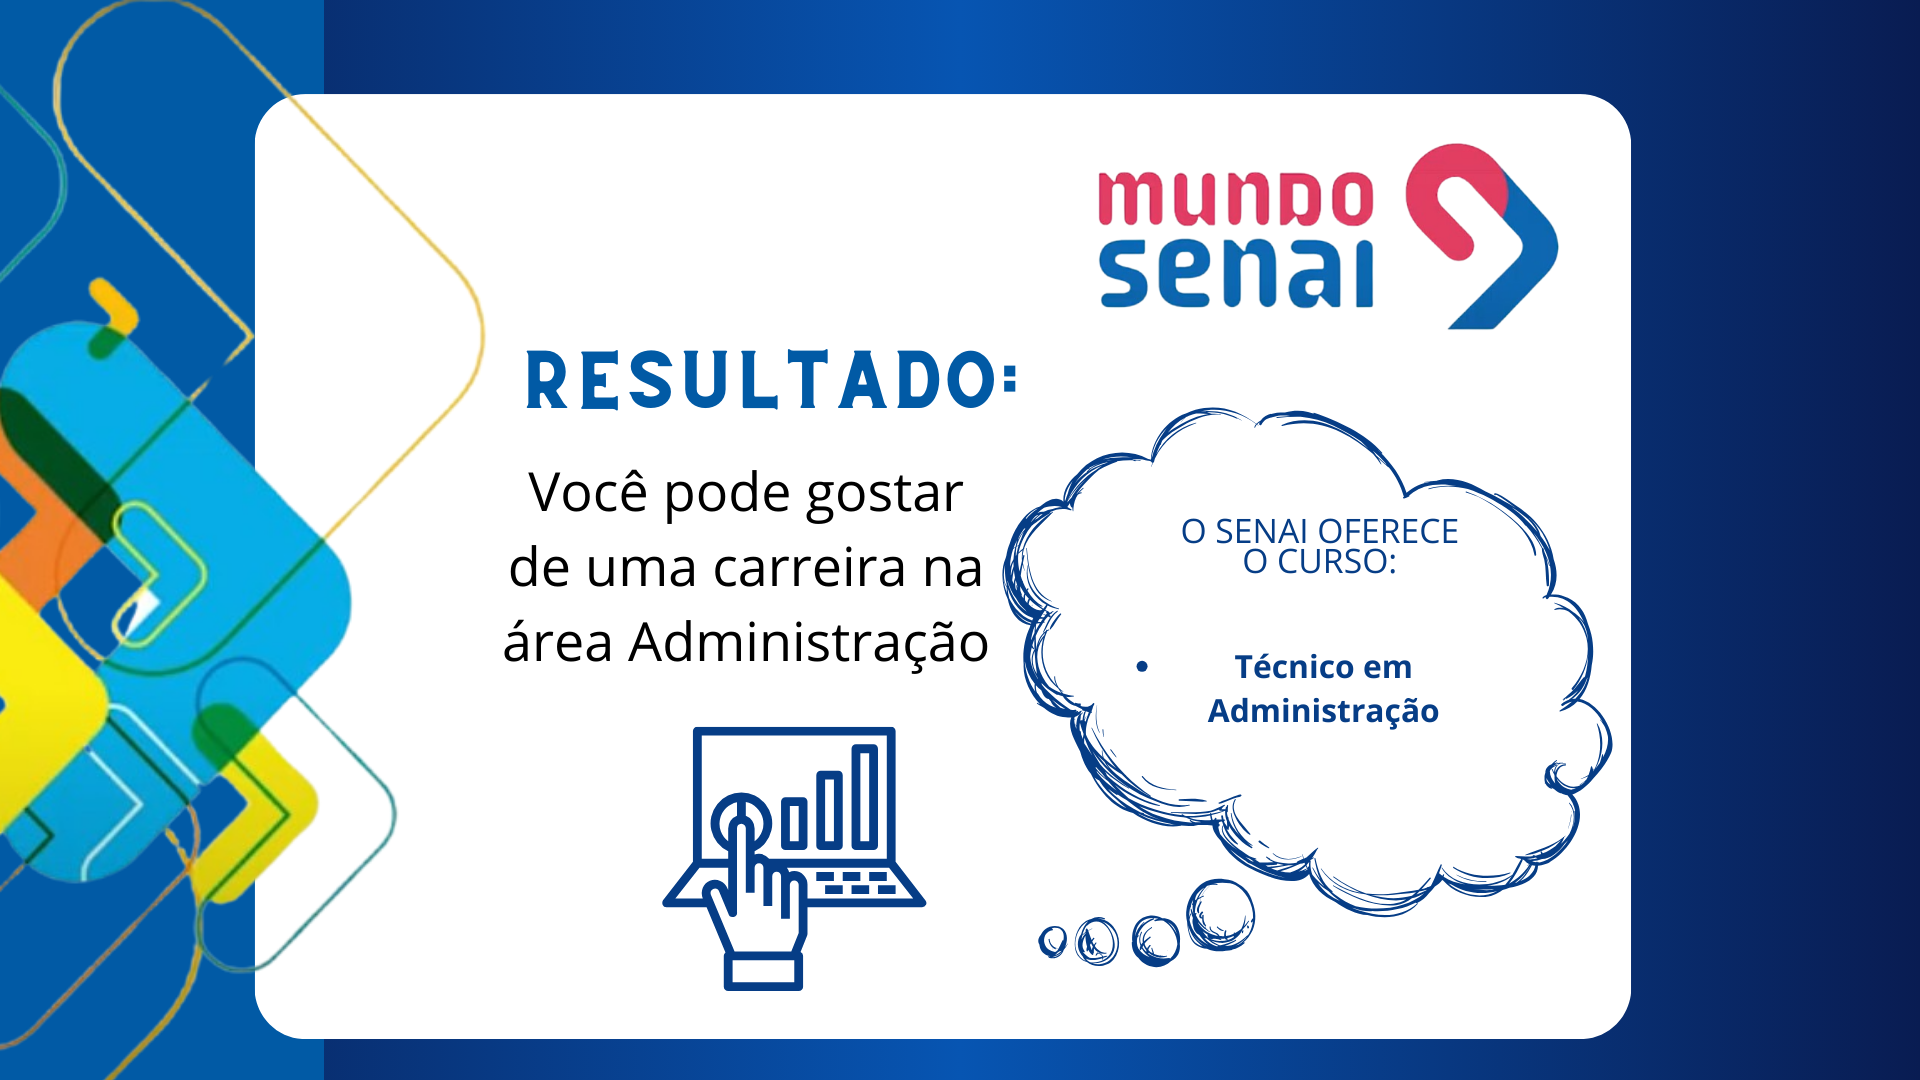 mundo
senai
RESULTADO:
Você pode gostar
de uma carreira na
área Administração
O SENAI OFERECE
O CURSO:
• Técnico em
Administração